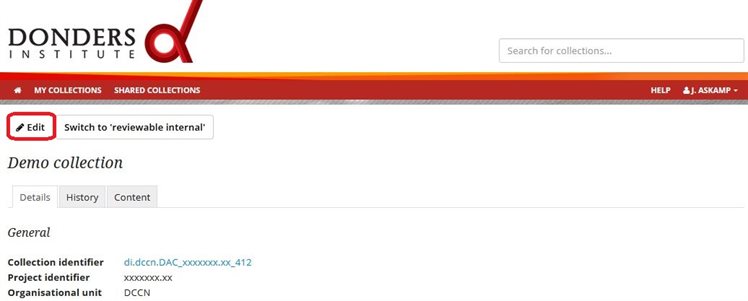 DONDERS
INSTITUTE
Search for collections...
MY COLLECTIONS SHARED COLLECTIONS HELP J. ASKAMP
Edit Switch to 'reviewable internal'
Demo collection
Details History Content
General
Collection identifier di.dccn.DAC_xxxxxxx.xx_412
Project identifier xxxxxxx.xx
Organisational unit DCCN